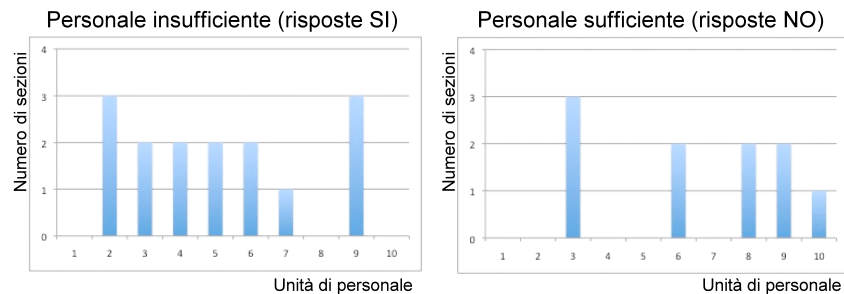 Personale insufficiente (risposte SI)
Numero di sezioni
4
3
2
1
0
1 2 3 4 5 6 7 8 9 10
Unità di personale
Personale sufficiente (risposte NO)
Numero di sezioni
4
3
2
1
0
1 2 3 4 5 6 7 8 9 10
Unità di personale